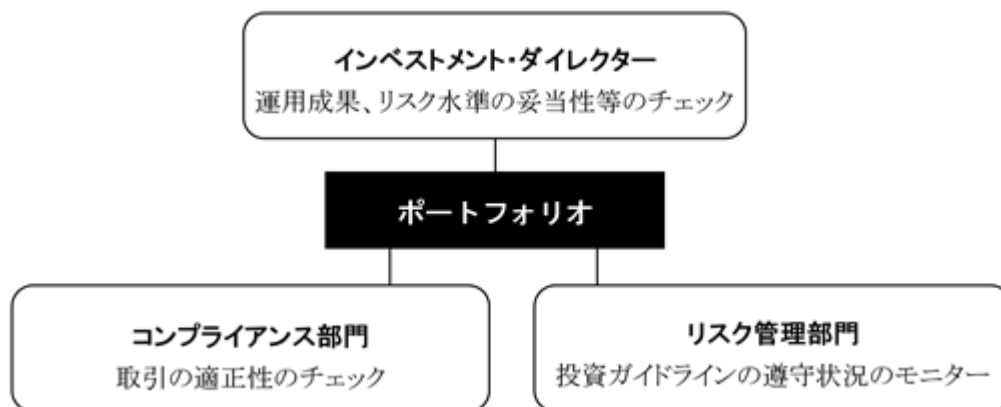 インベストメント・ダイレクター
運用成果、リスク水準の妥当性等のチェック
ポートフォリオ
コンプライアンス部門
取引の適正性のチェック
リスク管理部門
投資ガイドラインの遵守状況のモニター